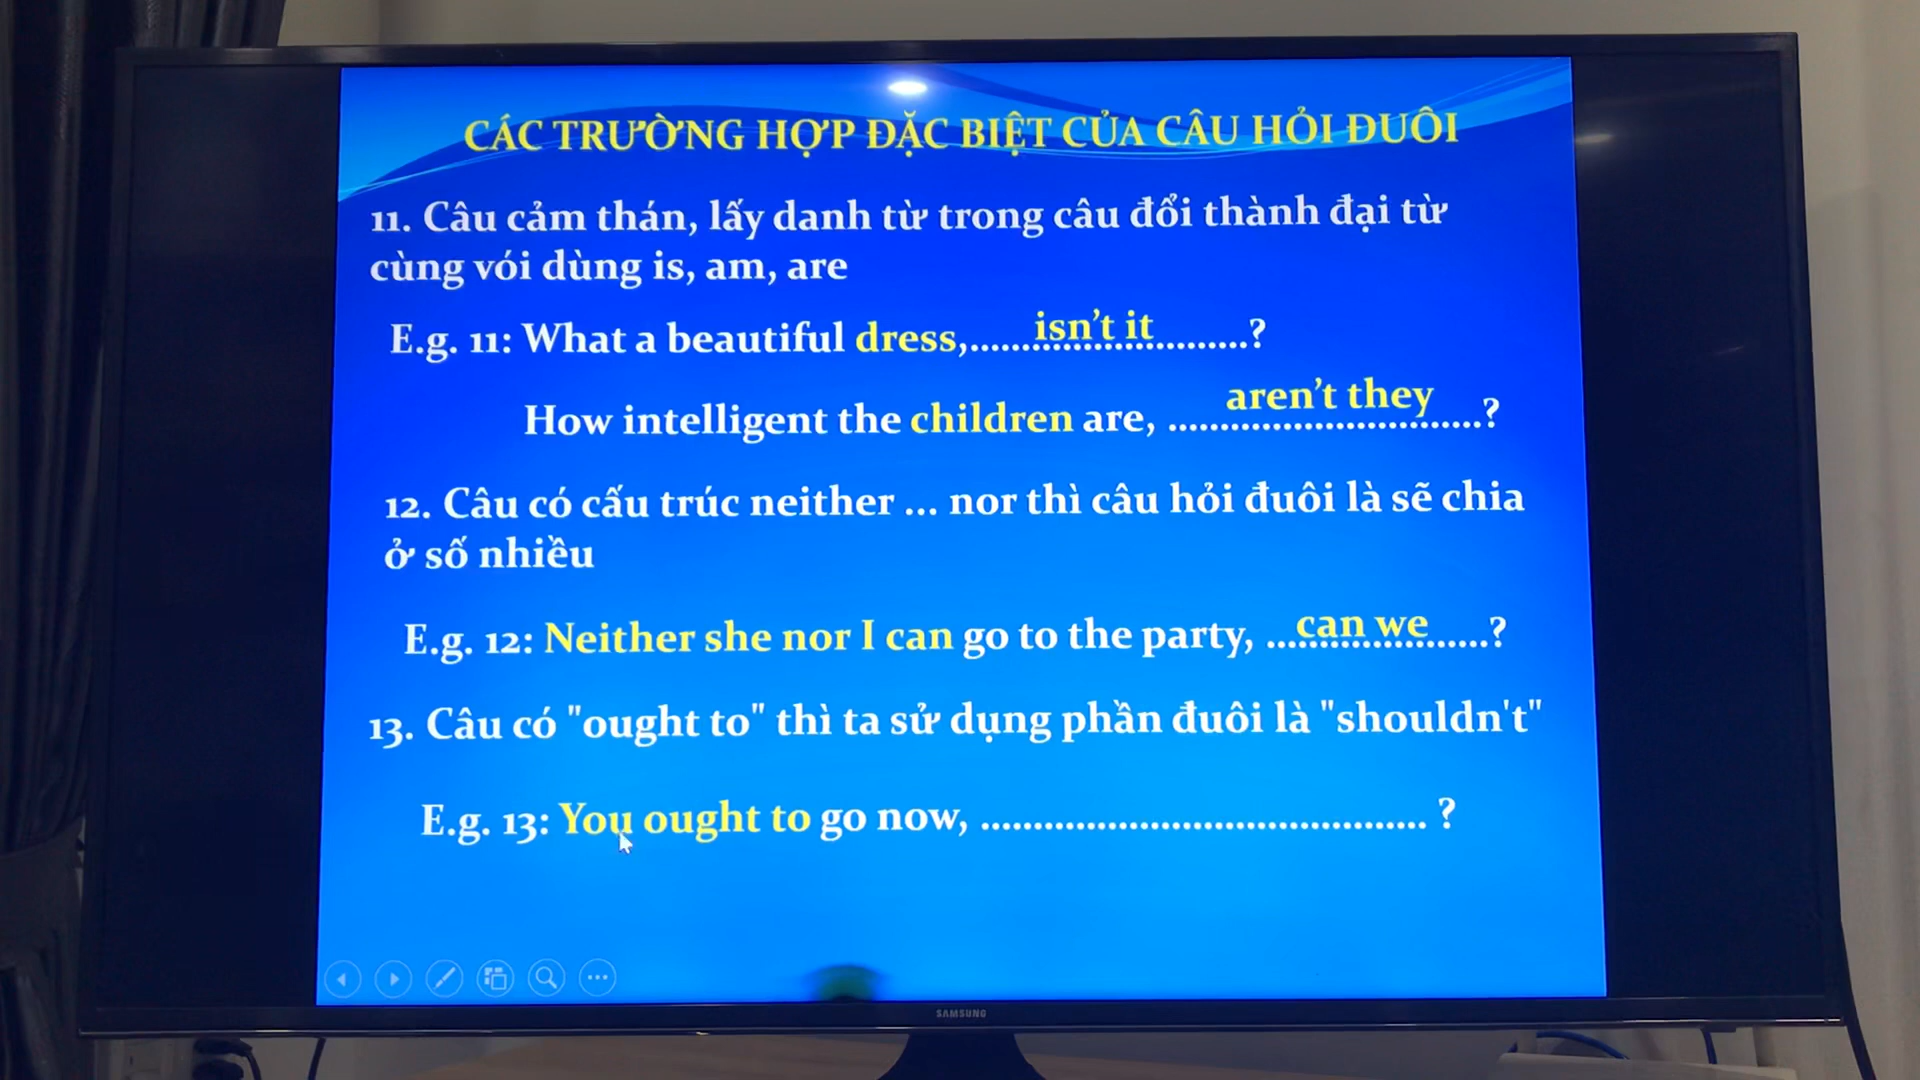 CÁC TRƯỜNG HỢP ĐẶC BIỆT CỦA CÂU HỎI ĐUÔI
11. Câu cảm thán, lấy danh từ trong câu đổi thành đại từ
cùng vói dùng is, am, are
E.g. 11: What a beautiful dress,......isn't it.........?
How intelligent the children are, ......aren't they......?
12. Câu có cấu trúc neither ... nor thì câu hỏi đuôi là sẽ chia
ở số nhiều
E.g. 12: Neither she nor I can go to the party, ...can we......?
13. Câu có "ought to" thì ta sử dụng phần đuôi là "shouldn't"
E.g. 13: You ought to go now, ........................................... ?
SAMSUNG